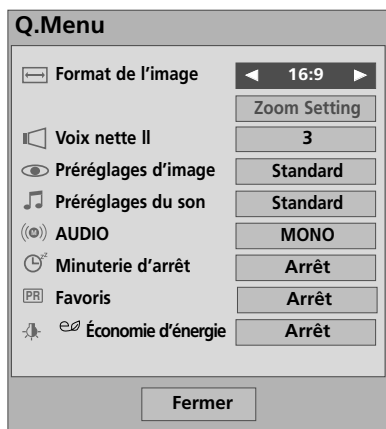 Q.Menu
Format de l'image ◄ 16:9 ►
Zoom Setting
Voix nette ll 3
Préréglages d'image Standard
Préréglages du son Standard
AUDIO MONO
z z Minuterie d'arrêt Arrêt
PR Favoris Arrêt
e Économie d'énergie Arrêt
Fermer